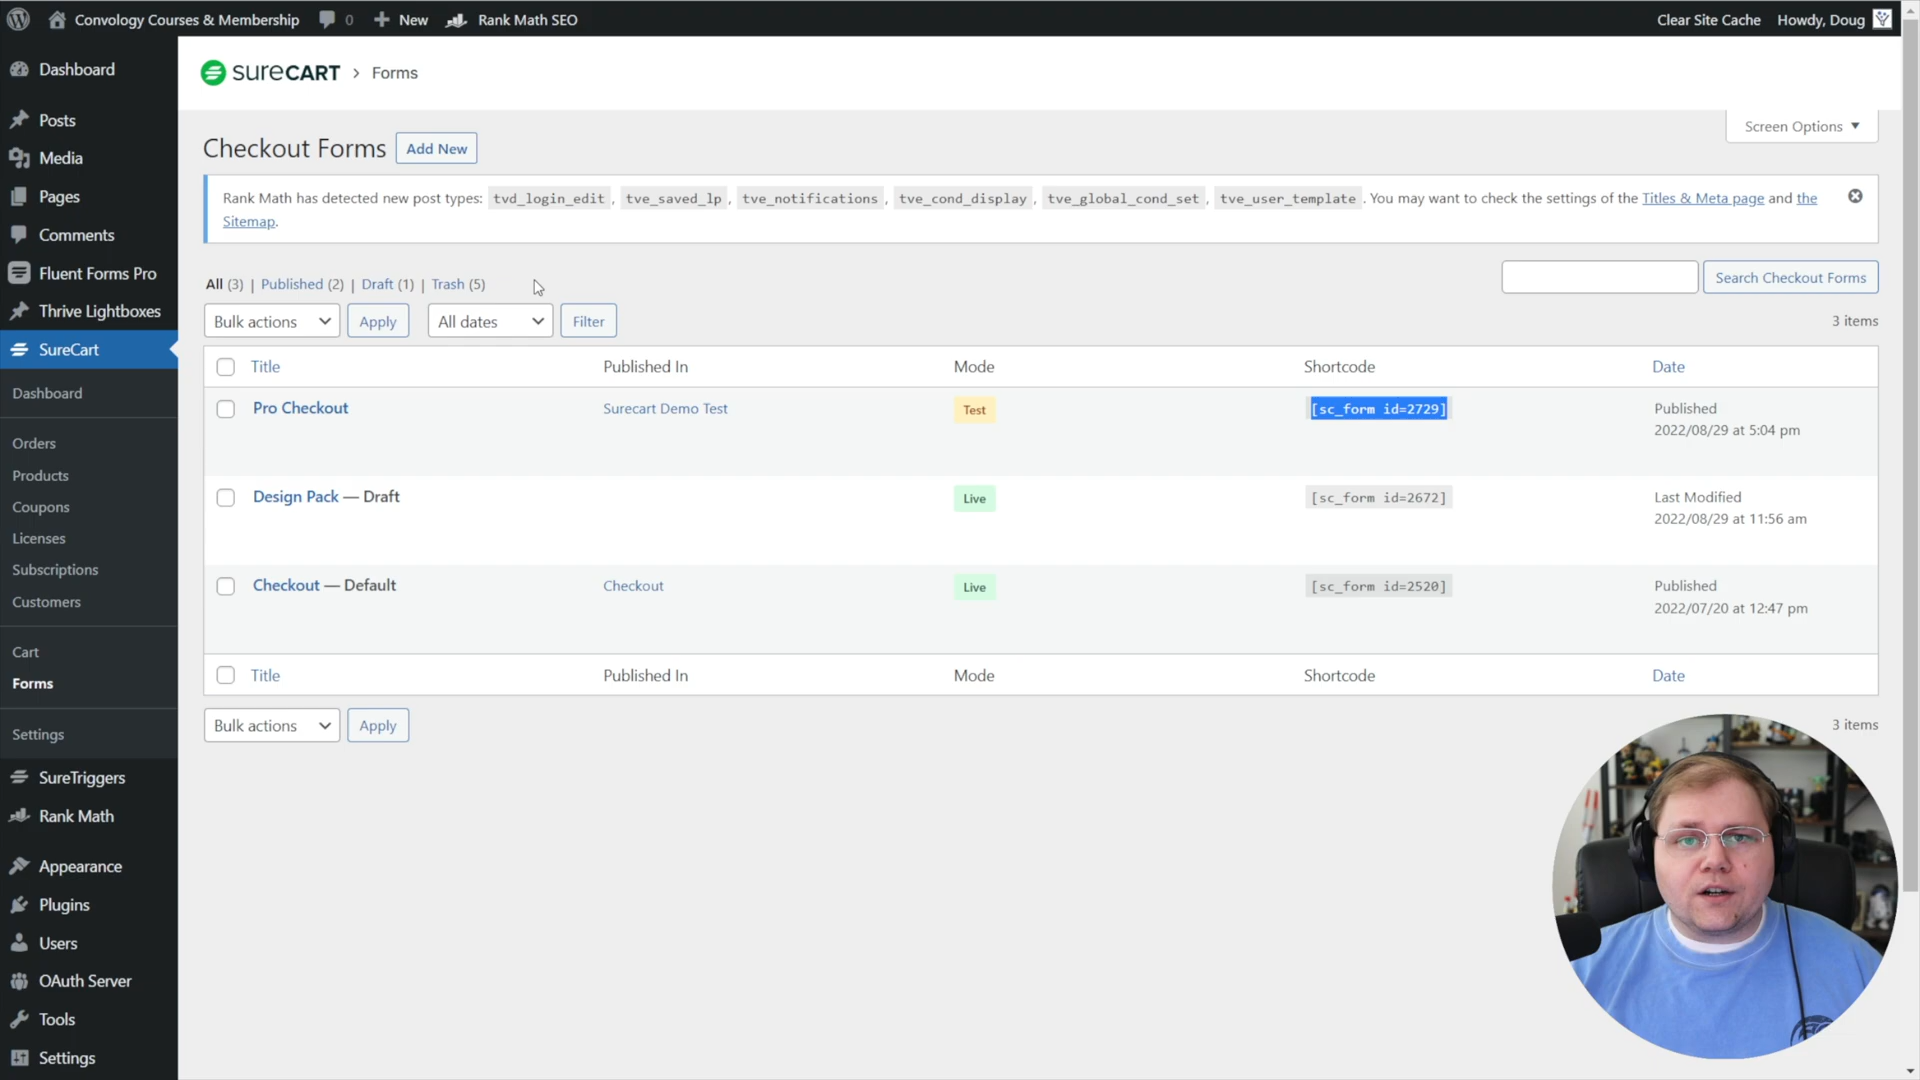 Convology Courses & Membership 0 New Rank Math SEO Clear Site Cache Howdy, Doug
Dashboard
Posts
Media
Pages
Comments
Fluent Forms Pro
Thrive Lightboxes
SureCart
Dashboard
Orders
Products
Coupons
Licenses
Subscriptions
Customers
Cart
Forms
Settings
SureTriggers
Rank Math
Appearance
Plugins
Users
OAuth Server
Tools
Settings
SURECART > Forms
Screen Options
Checkout Forms Add New
Rank Math has detected new post types: tvd_login_edit, tve_saved_lp, tve_notifications, tve_cond_display, tve_global_cond_set, tve_user_template. You may want to check the settings of the Titles & Meta page and the
Sitemap.
All (3) | Published (2) | Draft (1) | Trash (5) Search Checkout Forms
Bulk actions Apply All dates Filter 3 items
Title Published In Mode Shortcode Date
Pro Checkout Surecart Demo Test Test [sc_form id=2729] Published
2022/08/29 at 5:04 pm
Design Pack — Draft Live [sc_form id=2672] Last Modified
2022/08/29 at 11:56 am
Checkout — Default Checkout Live [sc_form id=2520] Published
2022/07/20 at 12:47 pm
Title Published In Mode Shortcode Date
Bulk actions Apply 3 items